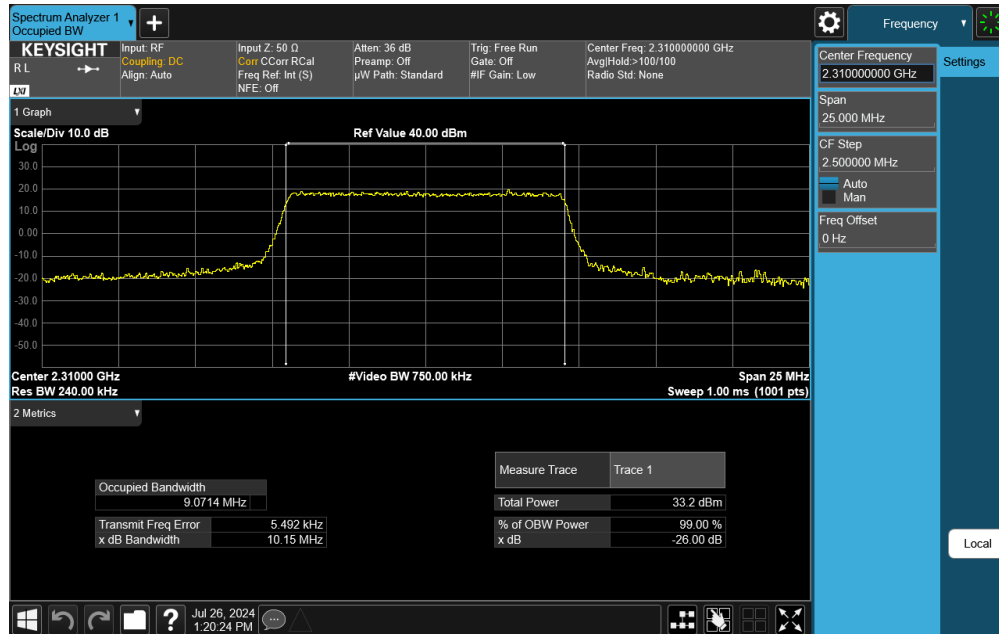 Spectrum Analyzer 1
Occupied BW
+
Frequency
KEYSIGHT
R L
LXI
Input: RF
Coupling: DC
Align: Auto
Input Z: 50 Ω
Corr CCorr RCal
Freq Ref: Int (S)
NFE: Off
Atten: 36 dB
Preamp: Off
µW Path: Standard
Trig: Free Run
Gate: Off
#IF Gain: Low
Center Freq: 2.310000000 GHz
Avg|Hold:>100/100
Radio Std: None
Center Frequency
2.310000000 GHz
Settings
Span
25.000 MHz
CF Step
2.500000 MHz
Auto
Man
Freq Offset
0 Hz
Local
1 Graph
Scale/Div 10.0 dB
Ref Value 40.00 dBm
Log
30.0
20.0
10.0
0.00
-10.0
-20.0
-30.0
-40.0
-50.0
Center 2.31000 GHz
#Video BW 750.00 kHz
Span 25 MHz
Res BW 240.00 kHz
Sweep 1.00 ms (1001 pts)
2 Metrics
Measure Trace Trace 1
Occupied Bandwidth
9.0714 MHz
Total Power 33.2 dBm
Transmit Freq Error 5.492 kHz
% of OBW Power 99.00 %
x dB Bandwidth 10.15 MHz
x dB -26.00 dB
?
Jul 26, 2024
1:20:24 PM